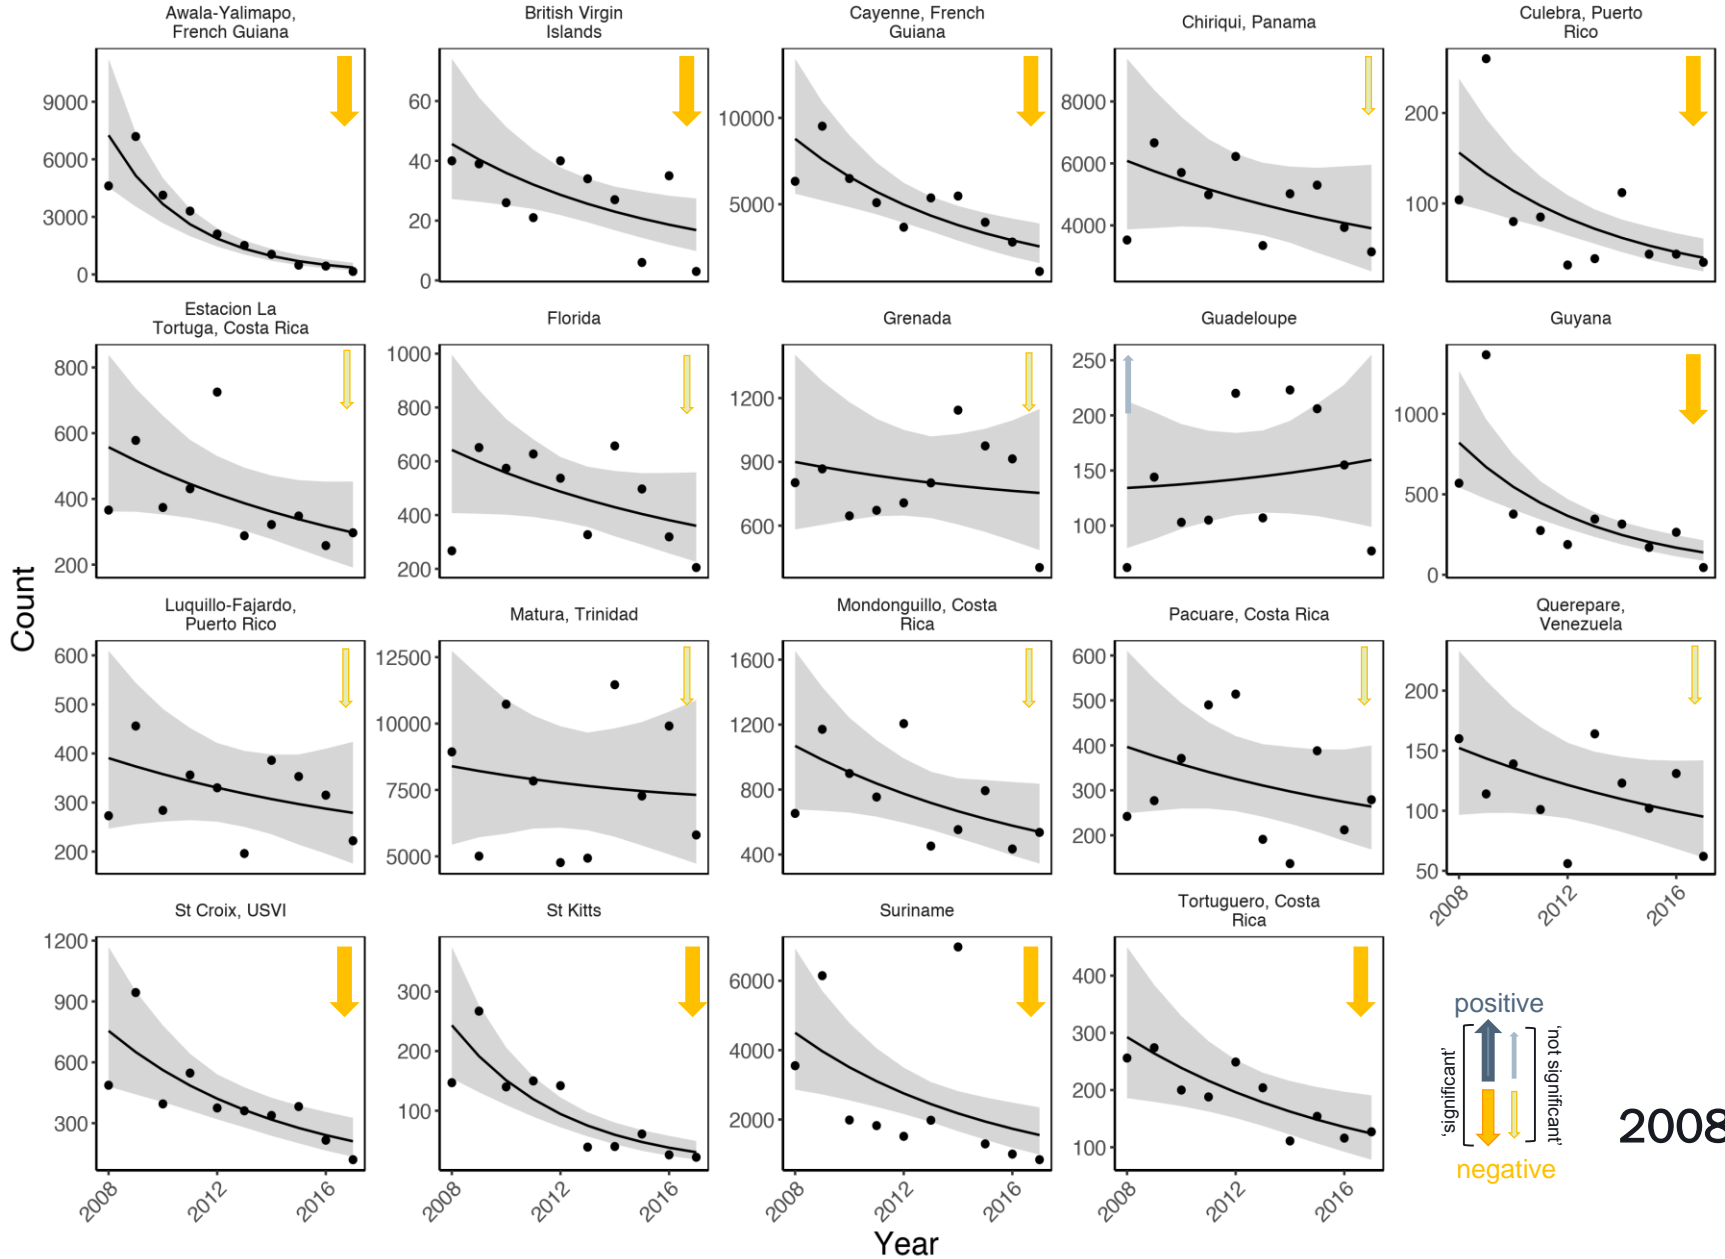 Awala-Yalimapo,
French Guiana
British Virgin
Islands
Cayenne, French
Guiana
Chiriqui, Panama
Culebra, Puerto
Rico
9000
6000
3000
0
60
40
20
0
10000
5000
8000
6000
4000
200
100
Estacion La
Tortuga, Costa Rica
Florida
Grenada
Guadeloupe
Guyana
800
600
400
200
1000
800
600
400
200
1200
900
600
250
200
150
100
1000
500
0
Count
Luquillo-Fajardo,
Puerto Rico
Matura, Trinidad
Mondonguillo, Costa
Rica
Pacuare, Costa Rica
Querepare,
Venezuela
600
500
400
300
200
12500
10000
7500
5000
1600
1200
800
400
600
500
400
300
200
200
150
100
50
2008
2012
2016
St Croix, USVI
St Kitts
Suriname
Tortuguero, Costa
Rica
1200
900
600
300
300
200
100
6000
4000
2000
400
300
200
100
2008
2012
2016
2008
2012
2016
2008
2012
2016
2008
2012
2016
Year
positive
'significant'
'not significant'
negative
2008